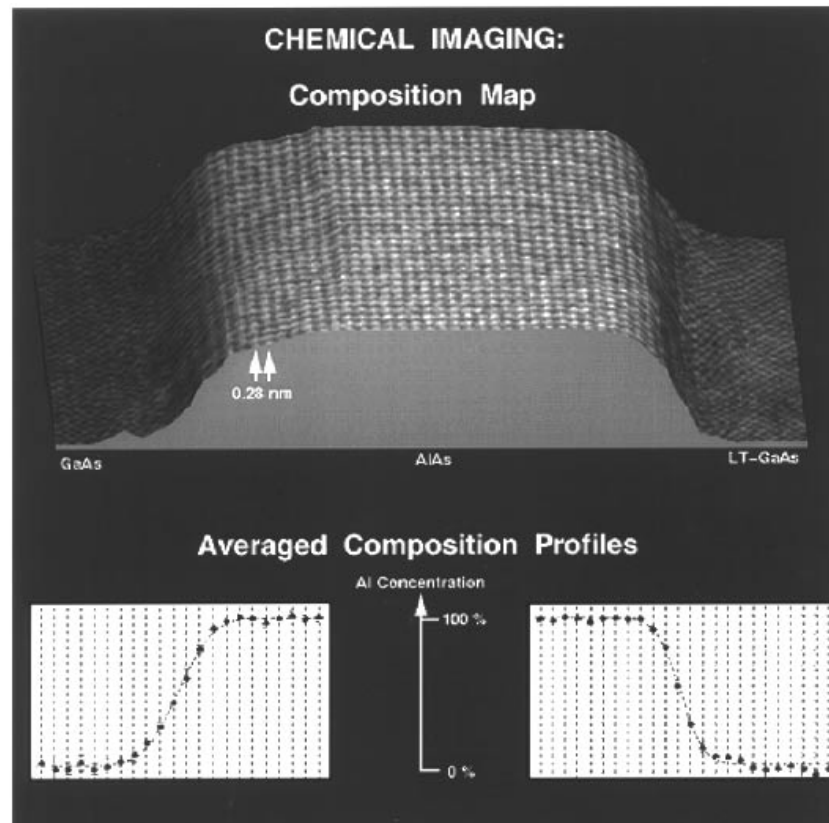 CHEMICAL IMAGING:
Composition Map
0.28 nm
GaAs AlAs LT-GaAs
Averaged Composition Profiles
Al Concentration
100 %
0 %